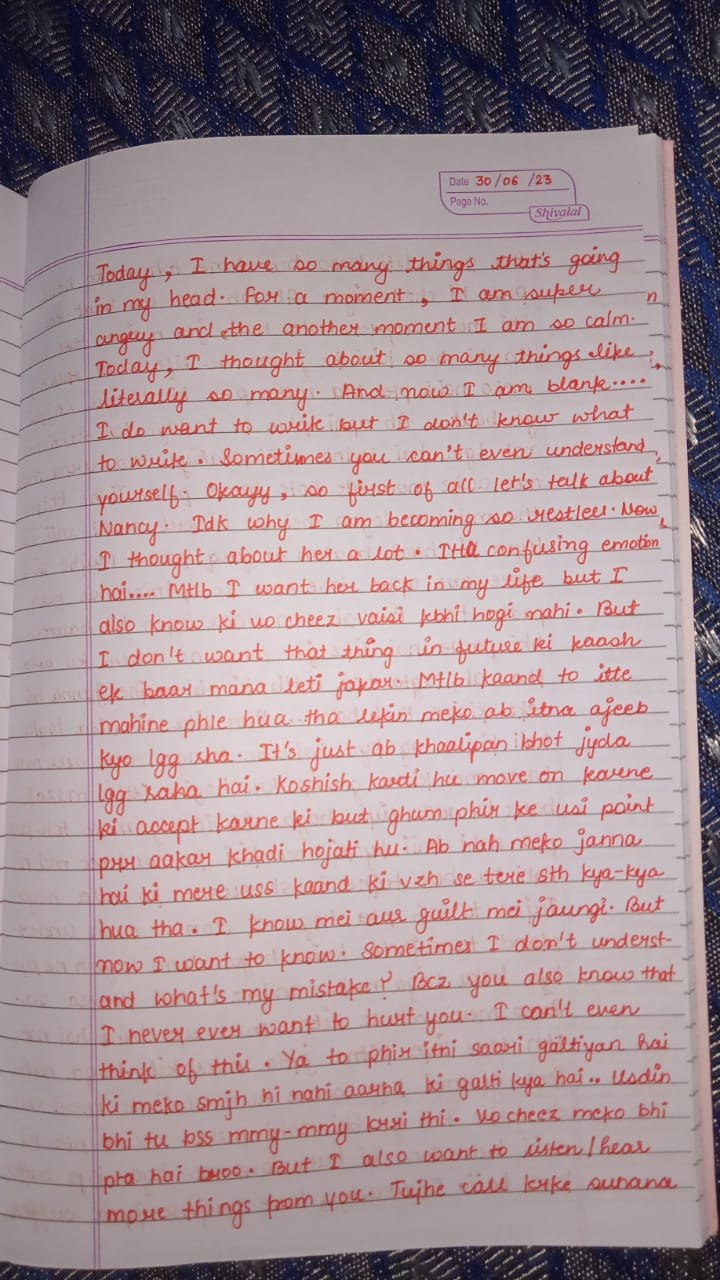 Date 30/06/23
Page No.
Shivalal
Today, I have so many things that's going
in my head. For a moment, I am super
angry and the another moment I am so calm.
Today, I thought about so many things like
literally so many. And now I am blank....
I do want to write but I don't know what
to write. Sometimes you can't even understand
yourself. Okayy, so first of all let's talk about
Nancy. Idk why I am becoming so restless. Now
I thought about her a lot. confusing emotion
hai.... Mtlb I want her back in my life but I
also know ki vo cheez vaisi kbhi hogi nahi. But
I don't want that thing in future ki kaash
ek baar mana leti jakar. Mtlb kaand to itte
mahine phle hua tha lekin meko ab itna ajeeb
kyo lgg rha. It's just ab khaalipan bhot jyda
lgg raha hai. Koshish karti hu move on karne
ki accept karne ki but ghum phir ke usi point
prr aakar khadi hojati hu. Ab nah meko janna
hai ki mere uss kaand ki vzh se tere sth kya-kya
hua tha. I know mei aur guilt mei jaungi. But
now I want to know. Sometimes I don't underst-
and what's my mistake? Bcz you also know that
I never ever want to hurt you. I can't even
think of this. Ya to phir itni saari galtiyan hai
ki meko smjh hi nahi aarha ki galti kya hai.. Usdin
bhi tu bss mmy-mmy krri thi. Vo cheez meko bhi
pta hai broo. But I also want to listen/hear
more things from you. Tujhe call krke sunana